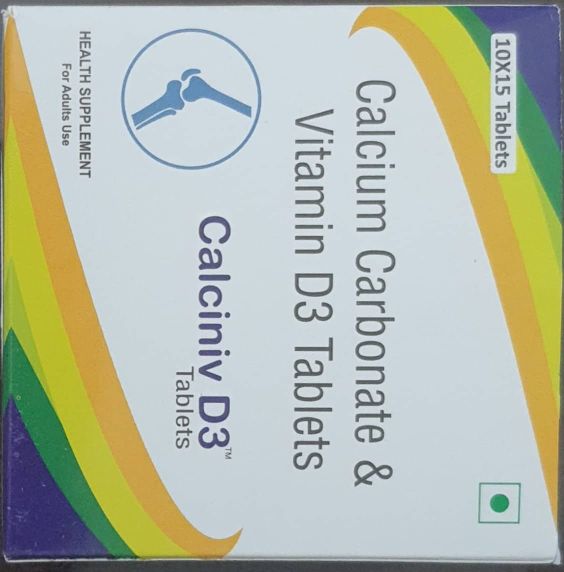 10X15 Tablets
Calcium Carbonate &
Vitamin D3 Tablets
Calciniv D3™
Tablets
HEALTH SUPPLEMENT
For Adults Use